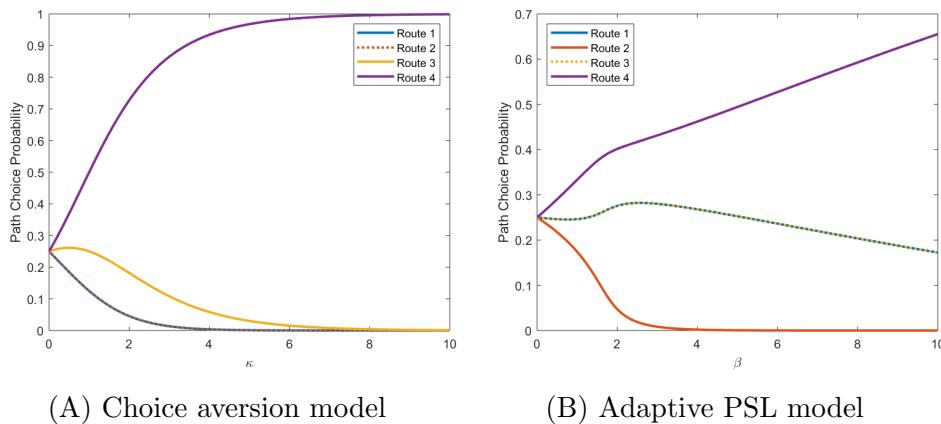 1
0.9
0.8
0.7
0.6
0.5
0.4
0.3
0.2
0.1
0
Path Choice Probability
0 2 4 6 8 10
κ
Route 1
Route 2
Route 3
Route 4
(A) Choice aversion model
0.7
0.6
0.5
0.4
0.3
0.2
0.1
0
Path Choice Probability
0 2 4 6 8 10
β
Route 1
Route 2
Route 3
Route 4
(B) Adaptive PSL model